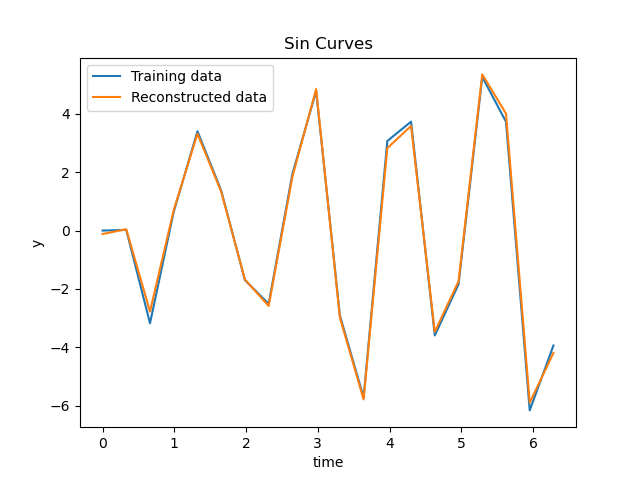 Sin Curves
Training data
Reconstructed data
4
2
0
−2
−4
−6
y
0 1 2 3 4 5 6
time